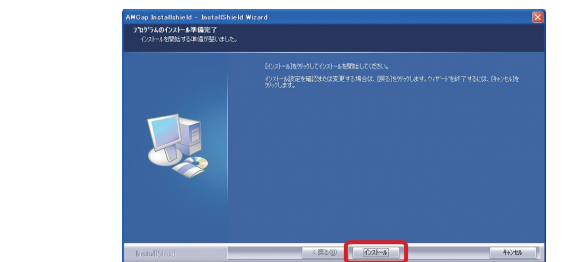 AMCap Installshield - InstallShield Wizard
プログラムのインストール準備完了
インストールを開始する準備が整いました。
[インストール]をクリックしてインストールを開始してください。
インストール設定を確認または変更する場合は、[戻る]をクリックします。ウィザードを終了するには、[キャンセル]を
クリックします。
InstallShield
< 戻る(B)
インストール
キャンセル